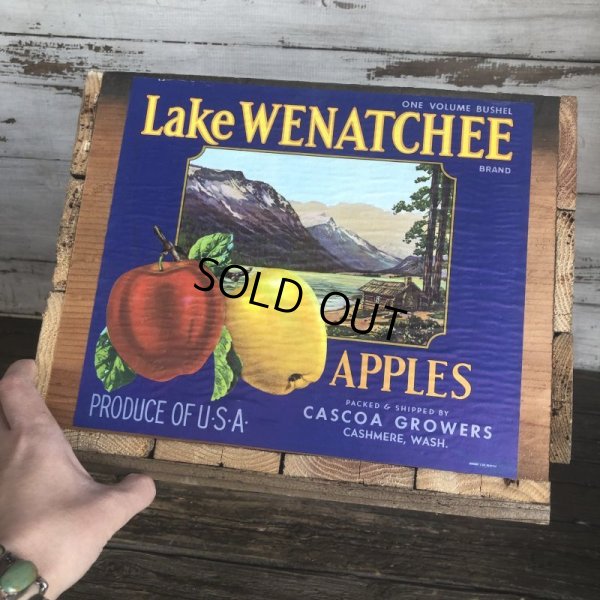 ONE VOLUME BUSHEL
Lake WENATCHEE
BRAND
SOLD OUT
APPLES
PACKED & SHIPPED BY
CASCOA GROWERS
CASHMERE, WASH.
PRODUCE OF U·S·A·